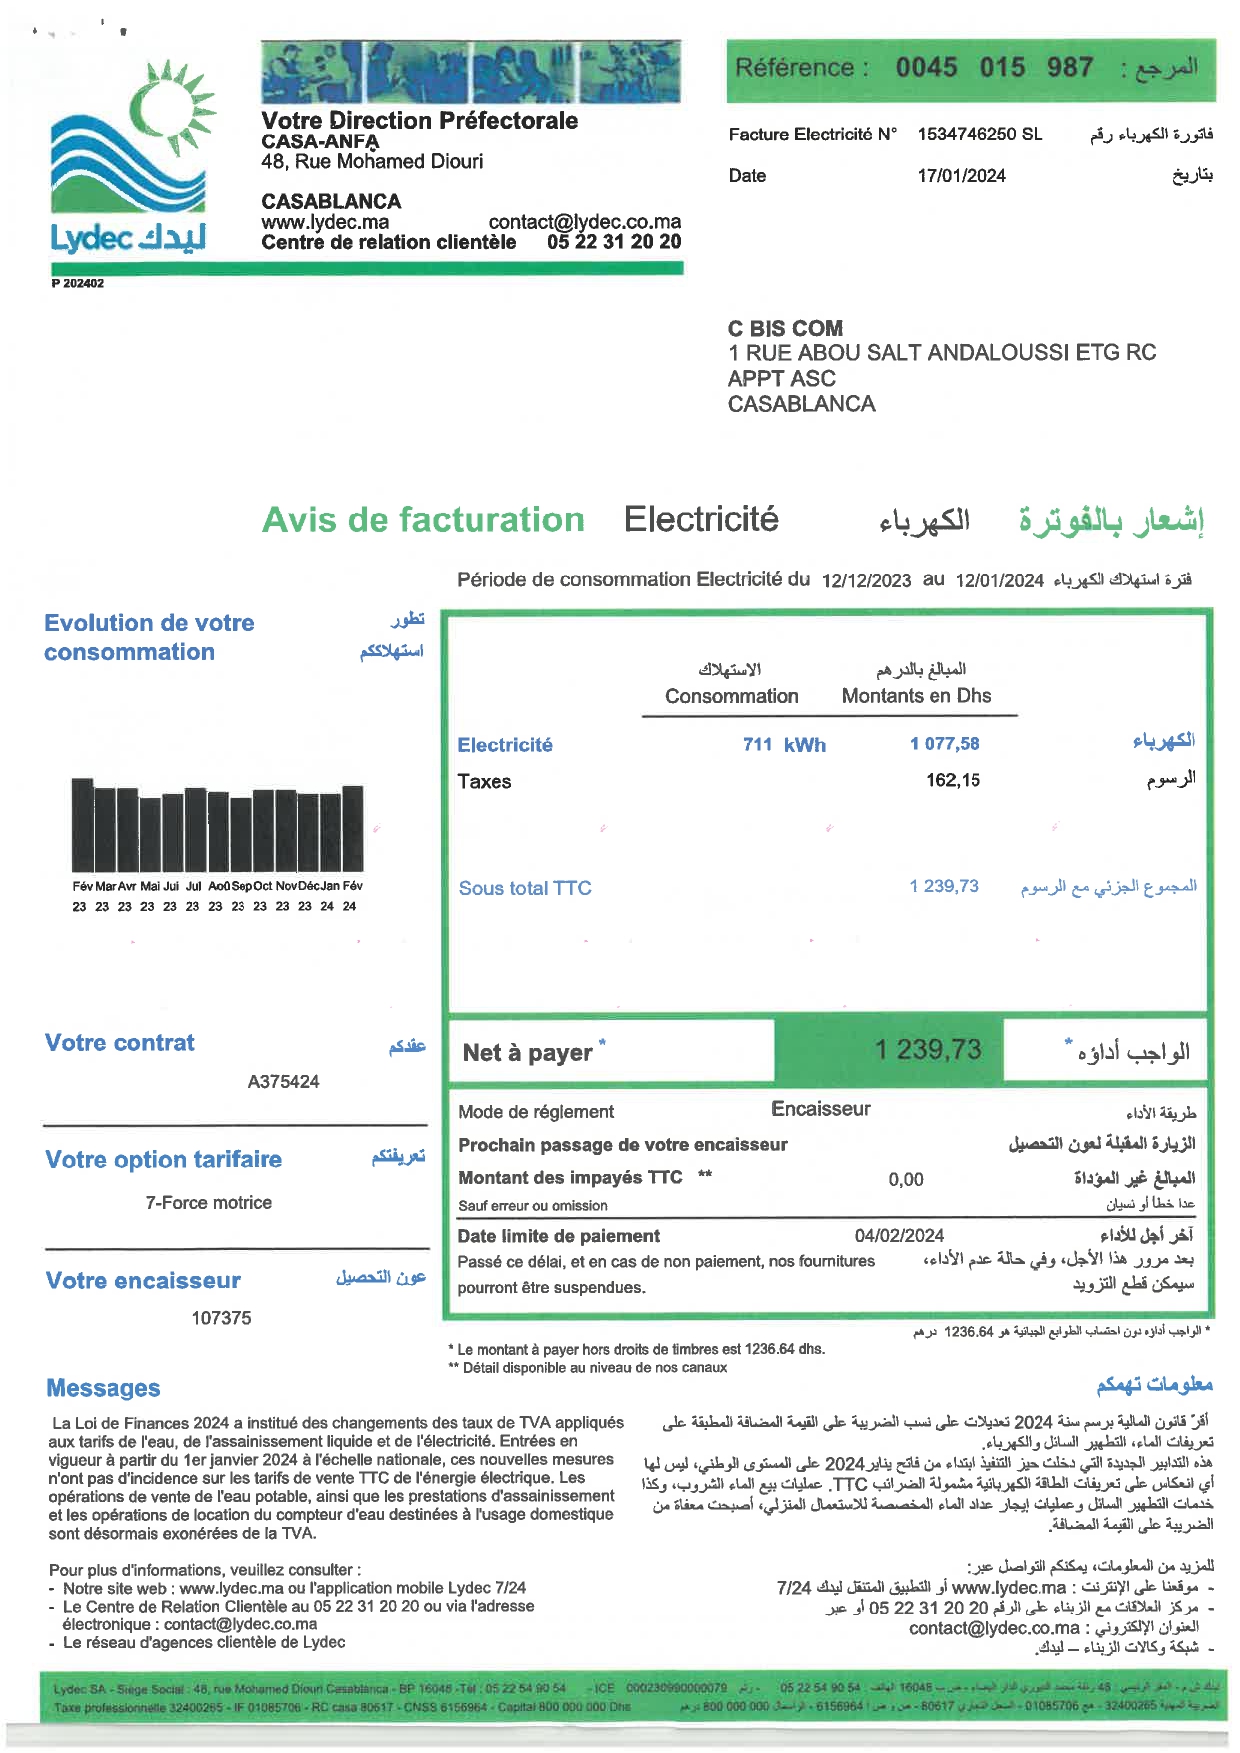 Lydec ليدك
P 202402
Votre Direction Préfectorale
CASA-ANFA
48, Rue Mohamed Diouri
CASABLANCA
www.lydec.ma contact@lydec.co.ma
Centre de relation clientèle 05 22 31 20 20
Référence : 0045 015 987 المرجع :
Facture Electricité N° 1534746250 SL فاتورة الكهرباء رقم
Date 17/01/2024 بتاريخ
C BIS COM
1 RUE ABOU SALT ANDALOUSSI ETG RC
APPT ASC
CASABLANCA
Avis de facturation Electricité الكهرباء إشعار بالفوترة
Période de consommation Electricité du 12/12/2023 au 12/01/2024 فترة استهلاك الكهرباء
Evolution de votre تطور
consommation استهلاككم
Fév Mar Avr Mai Jui Jul Aoû Sep Oct Nov Déc Jan Fév
23 23 23 23 23 23 23 23 23 23 23 24 24
الاستهلاك المبالغ بالدرهم
Consommation Montants en Dhs
Electricité 711 kWh 1 077,58 الكهرباء
Taxes 162,15 الرسوم
Sous total TTC 1 239,73 المجموع الجزئي مع الرسوم
Votre contrat عقدكم
A375424
Votre option tarifaire تعريفتكم
7-Force motrice
Votre encaisseur عون التحصيل
107375
Net à payer * 1 239,73 الواجب أداؤه *
Mode de réglement Encaisseur طريقة الأداء
Prochain passage de votre encaisseur الزيارة المقبلة لعون التحصيل
Montant des impayés TTC ** 0,00 المبالغ غير المؤداة
Sauf erreur ou omission عدا خطأ أو نسيان
Date limite de paiement 04/02/2024 آخر أجل للأداء
Passé ce délai, et en cas de non paiement, nos fournitures بعد مرور هذا الأجل، وفي حالة عدم الأداء،
pourront être suspendues. سيمكن قطع التزويد
* الواجب أداؤه دون احتساب الطوابع الجبائية هو 1236.64 درهم
* Le montant à payer hors droits de timbres est 1236.64 dhs.
** Détail disponible au niveau de nos canaux
Messages معلومات تهمكم
La Loi de Finances 2024 a institué des changements des taux de TVA appliqués
aux tarifs de l'eau, de l'assainissement liquide et de l'électricité. Entrées en
vigueur à partir du 1er janvier 2024 à l'échelle nationale, ces nouvelles mesures
n'ont pas d'incidence sur les tarifs de vente TTC de l'énergie électrique. Les
opérations de vente de l'eau potable, ainsi que les prestations d'assainissement
et les opérations de location du compteur d'eau destinées à l'usage domestique
sont désormais exonérées de la TVA.
أقرّ قانون المالية برسم سنة 2024 تعديلات على نسب الضريبة على القيمة المضافة المطبقة على
تعريفات الماء، التطهير السائل والكهرباء.
هذه التدابير الجديدة التي دخلت حيز التنفيذ ابتداء من فاتح يناير 2024 على المستوى الوطني، ليس لها
أي انعكاس على تعريفات الطاقة الكهربائية مشمولة الضرائب TTC. عمليات بيع الماء الشروب، وكذا
خدمات التطهير السائل وعمليات إيجار عداد الماء المخصصة للاستعمال المنزلي، أصبحت معفاة من
الضريبة على القيمة المضافة.
Pour plus d'informations, veuillez consulter :
- Notre site web : www.lydec.ma ou l'application mobile Lydec 7/24
- Le Centre de Relation Clientèle au 05 22 31 20 20 ou via l'adresse
électronique : contact@lydec.co.ma
- Le réseau d'agences clientèle de Lydec
للمزيد من المعلومات، يمكنكم التواصل عبر:
- موقعنا على الإنترنت : www.lydec.ma أو التطبيق المتنقل ليدك 7/24
- مركز العلاقات مع الزبناء على الرقم 05 22 31 20 20 أو عبر
العنوان الإلكتروني : contact@lydec.co.ma
- شبكة وكالات الزبناء – ليدك.
Lydec SA - Siège Social : 48, rue Mohamed Diouri Casablanca - BP 16048 -Tél : 05 22 54 90 54 - ICE 000230990000079
Taxe professionnelle 32400265 - IF 01085706 - RC casa 80617 - CNSS 6156964 - Capital 800 000 000 Dhs